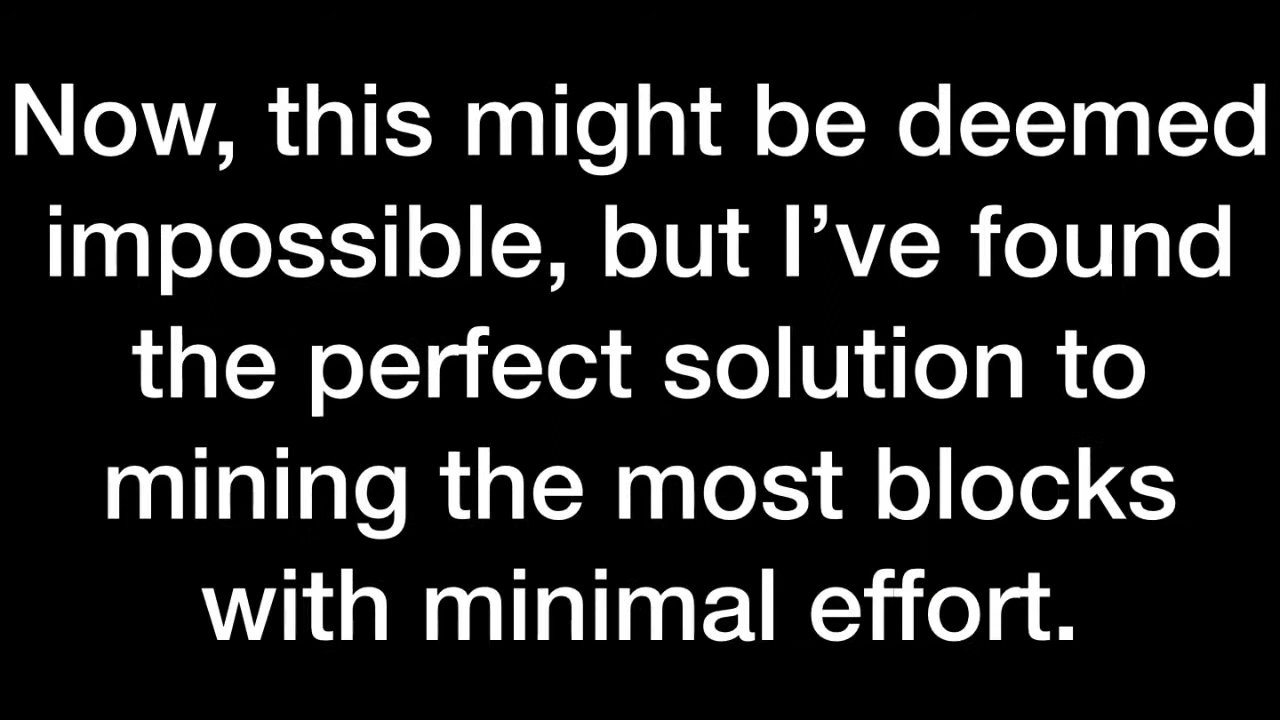 Now, this might be deemed
impossible, but I’ve found
the perfect solution to
mining the most blocks
with minimal effort.